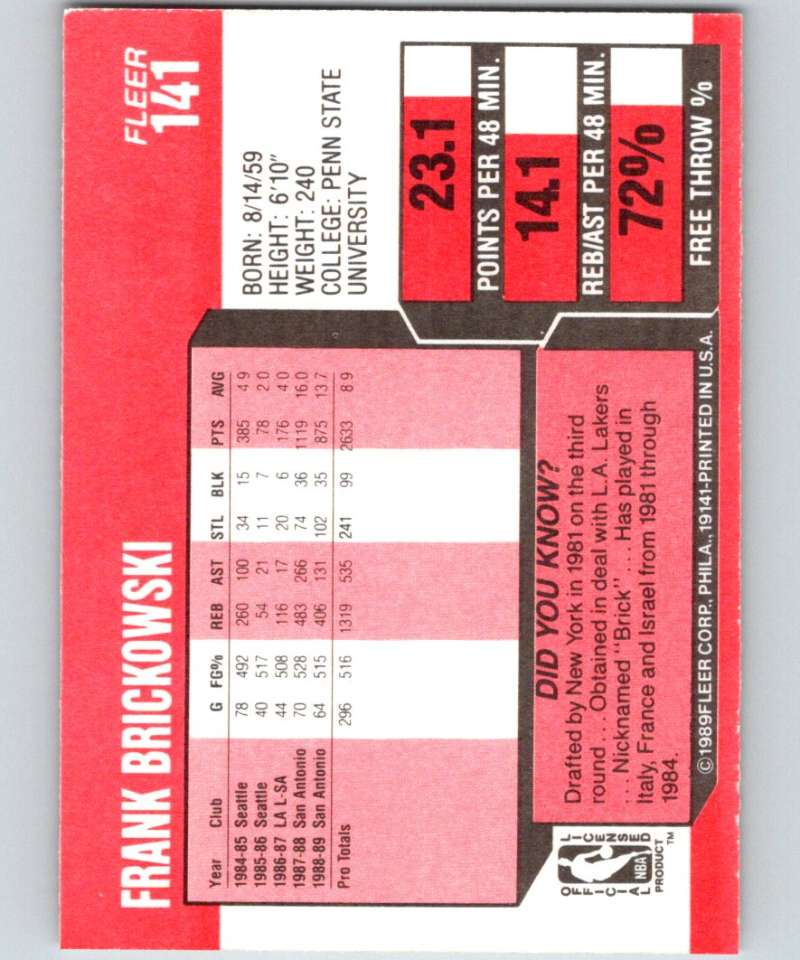 FRANK BRICKOWSKI
FLEER
141
BORN: 8/14/59
HEIGHT: 6'10"
WEIGHT: 240
COLLEGE: PENN STATE
UNIVERSITY
Year Club G FG% REB AST STL BLK PTS AVG
1984-85 Seattle 78 492 260 100 34 15 385 4.9
1985-86 Seattle 40 517 54 21 11 7 78 2.0
1986-87 LA L-SA 44 508 116 17 20 6 176 4.0
1987-88 San Antonio 70 528 483 266 74 36 1119 16.0
1988-89 San Antonio 64 515 406 131 102 35 875 13.7
Pro Totals 296 516 1319 535 241 99 2633 8.9
23.1
POINTS PER 48 MIN.
14.1
REB/AST PER 48 MIN.
72%
FREE THROW %
DID YOU KNOW?
Drafted by New York in 1981 on the third
round...Obtained in deal with L.A. Lakers
...Nicknamed "Brick"....Has played in
Italy, France and Israel from 1981 through
1984.
OFFICIAL LICENSED
NBA
PRODUCT™
©1989FLEER CORP., PHILA., 19141-PRINTED IN U.S.A.